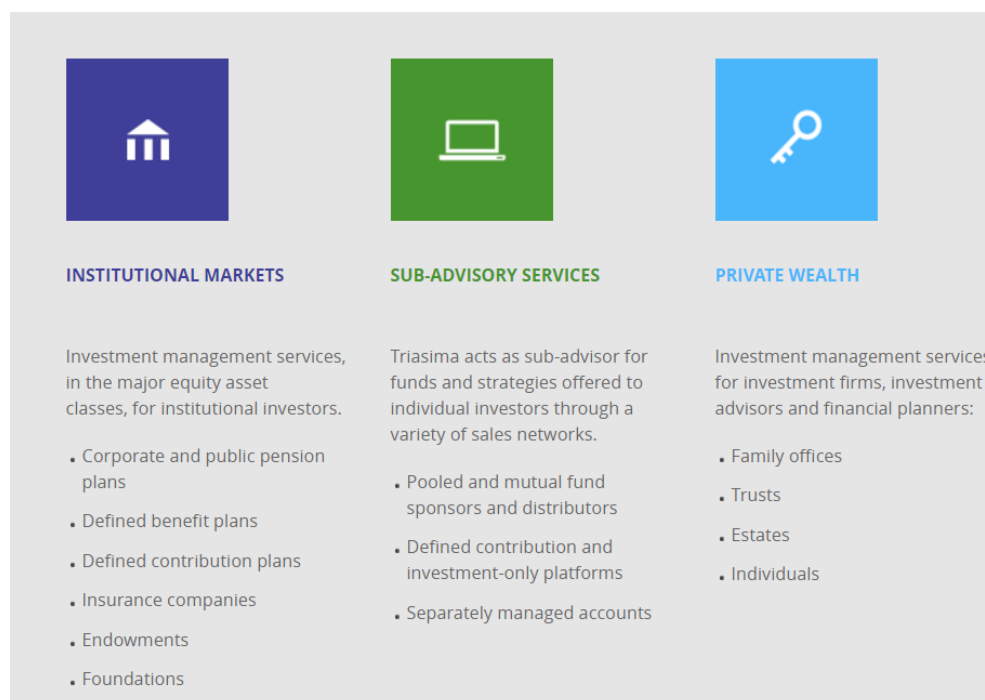 INSTITUTIONAL MARKETS
Investment management services,
in the major equity asset
classes, for institutional investors.
Corporate and public pension
plans
Defined benefit plans
Defined contribution plans
Insurance companies
Endowments
Foundations
SUB-ADVISORY SERVICES
Triasima acts as sub-advisor for
funds and strategies offered to
individual investors through a
variety of sales networks.
Pooled and mutual fund
sponsors and distributors
Defined contribution and
investment-only platforms
Separately managed accounts
PRIVATE WEALTH
Investment management services
for investment firms, investment
advisors and financial planners:
Family offices
Trusts
Estates
Individuals